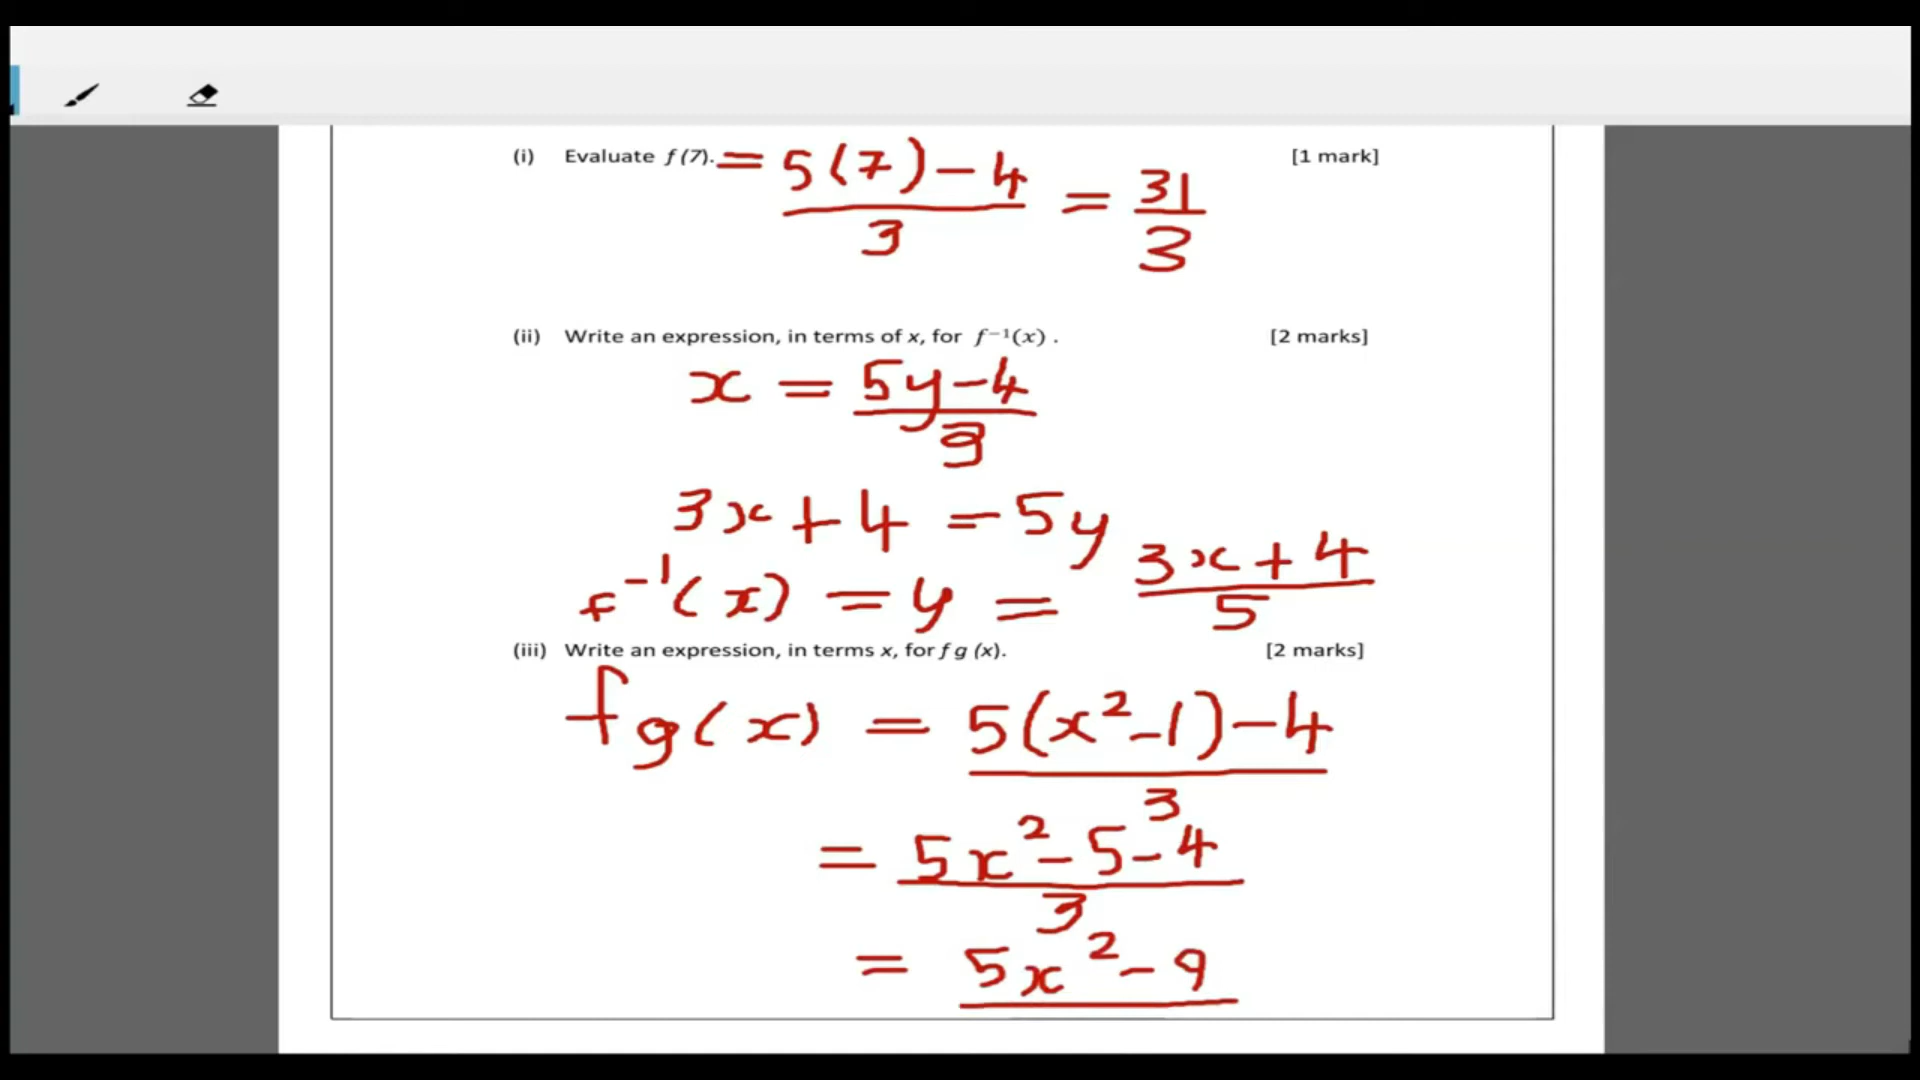 (i) Evaluate f (7). = 5(7) - 4 / 3 = 31 / 3 [1 mark]
(ii) Write an expression, in terms of x, for f⁻¹(x) . [2 marks]
x = 5y - 4 / 3
3x + 4 = 5y
f⁻¹(x) = y = 3x + 4 / 5
(iii) Write an expression, in terms x, for f g (x). [2 marks]
fg(x) = 5(x² - 1) - 4 / 3
= 5x² - 5 - 4 / 3
= 5x² - 9